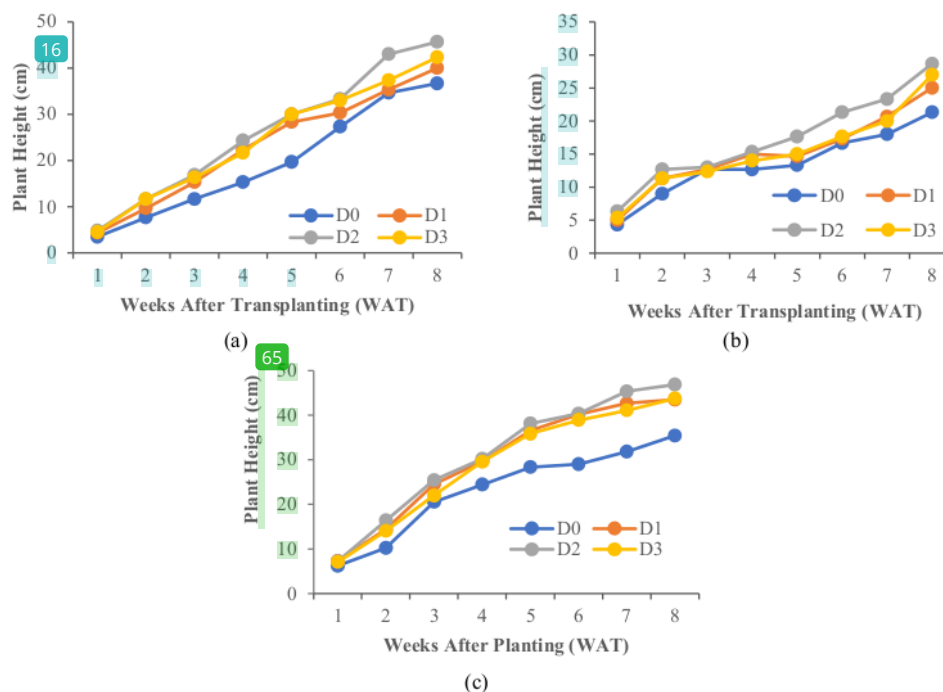 50
16
40
30
20
10
0
Plant Height (cm)
D0 D1
D2 D3
1 2 3 4 5 6 7 8
Weeks After Transplanting (WAT)
(a)
35
30
25
20
15
10
5
0
Plant Height (cm)
D0 D1
D2 D3
1 2 3 4 5 6 7 8
Weeks After Transplanting (WAT)
(b)
65
50
40
30
20
10
0
Plant Height (cm)
D0 D1
D2 D3
1 2 3 4 5 6 7 8
Weeks After Planting (WAT)
(c)